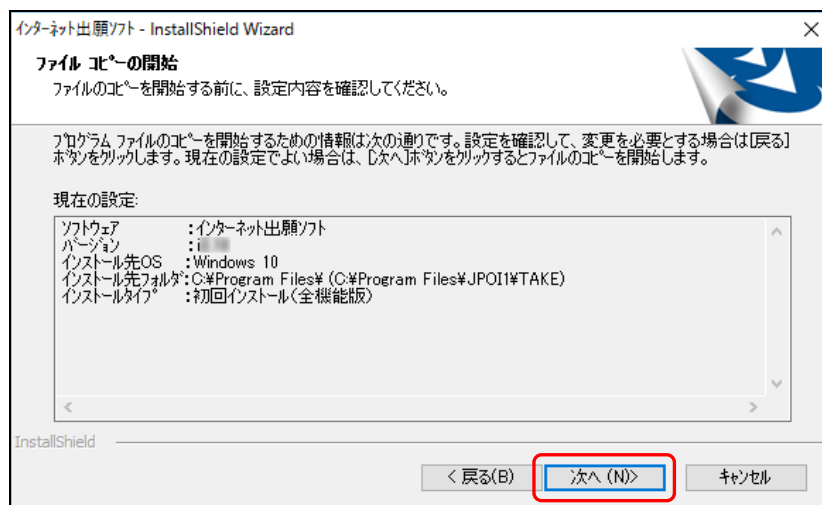 インターネット出願ソフト - InstallShield Wizard
ファイル コピーの開始
ファイルのコピーを開始する前に、設定内容を確認してください。
プログラム ファイルのコピーを開始するための情報は次の通りです。設定を確認して、変更を必要とする場合は[戻る]
ボタンをクリックします。現在の設定でよい場合は、[次へ]ボタンをクリックするとファイルのコピーを開始します。
現在の設定:
ソフトウェア :インターネット出願ソフト
バージョン :i
インストール先OS :Windows 10
インストール先フォルダ:C:¥Program Files¥ (C:¥Program Files¥JPOI1¥TAKE)
インストールタイプ :初回インストール(全機能版)
InstallShield
< 戻る(B) 次へ (N)> キャンセル